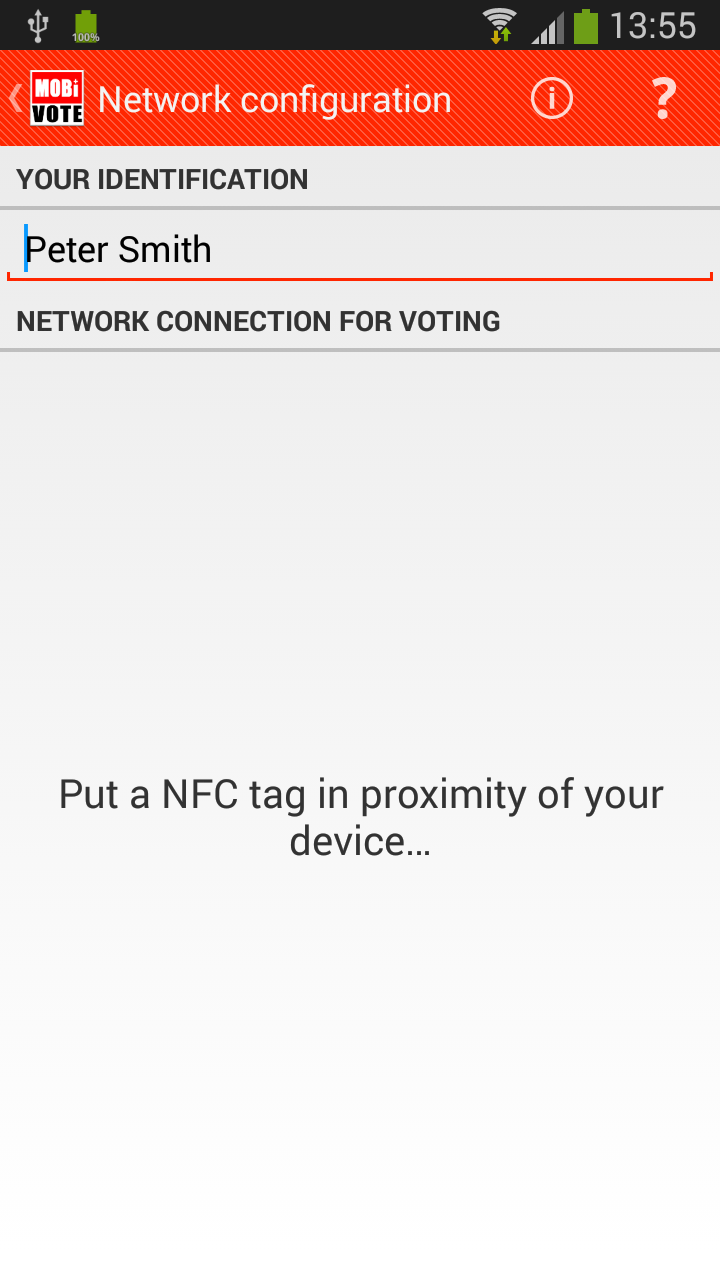 100%
13:55
MOBi
VOTE
Network configuration
i
?
YOUR IDENTIFICATION
Peter Smith
NETWORK CONNECTION FOR VOTING
Put a NFC tag in proximity of your
device…